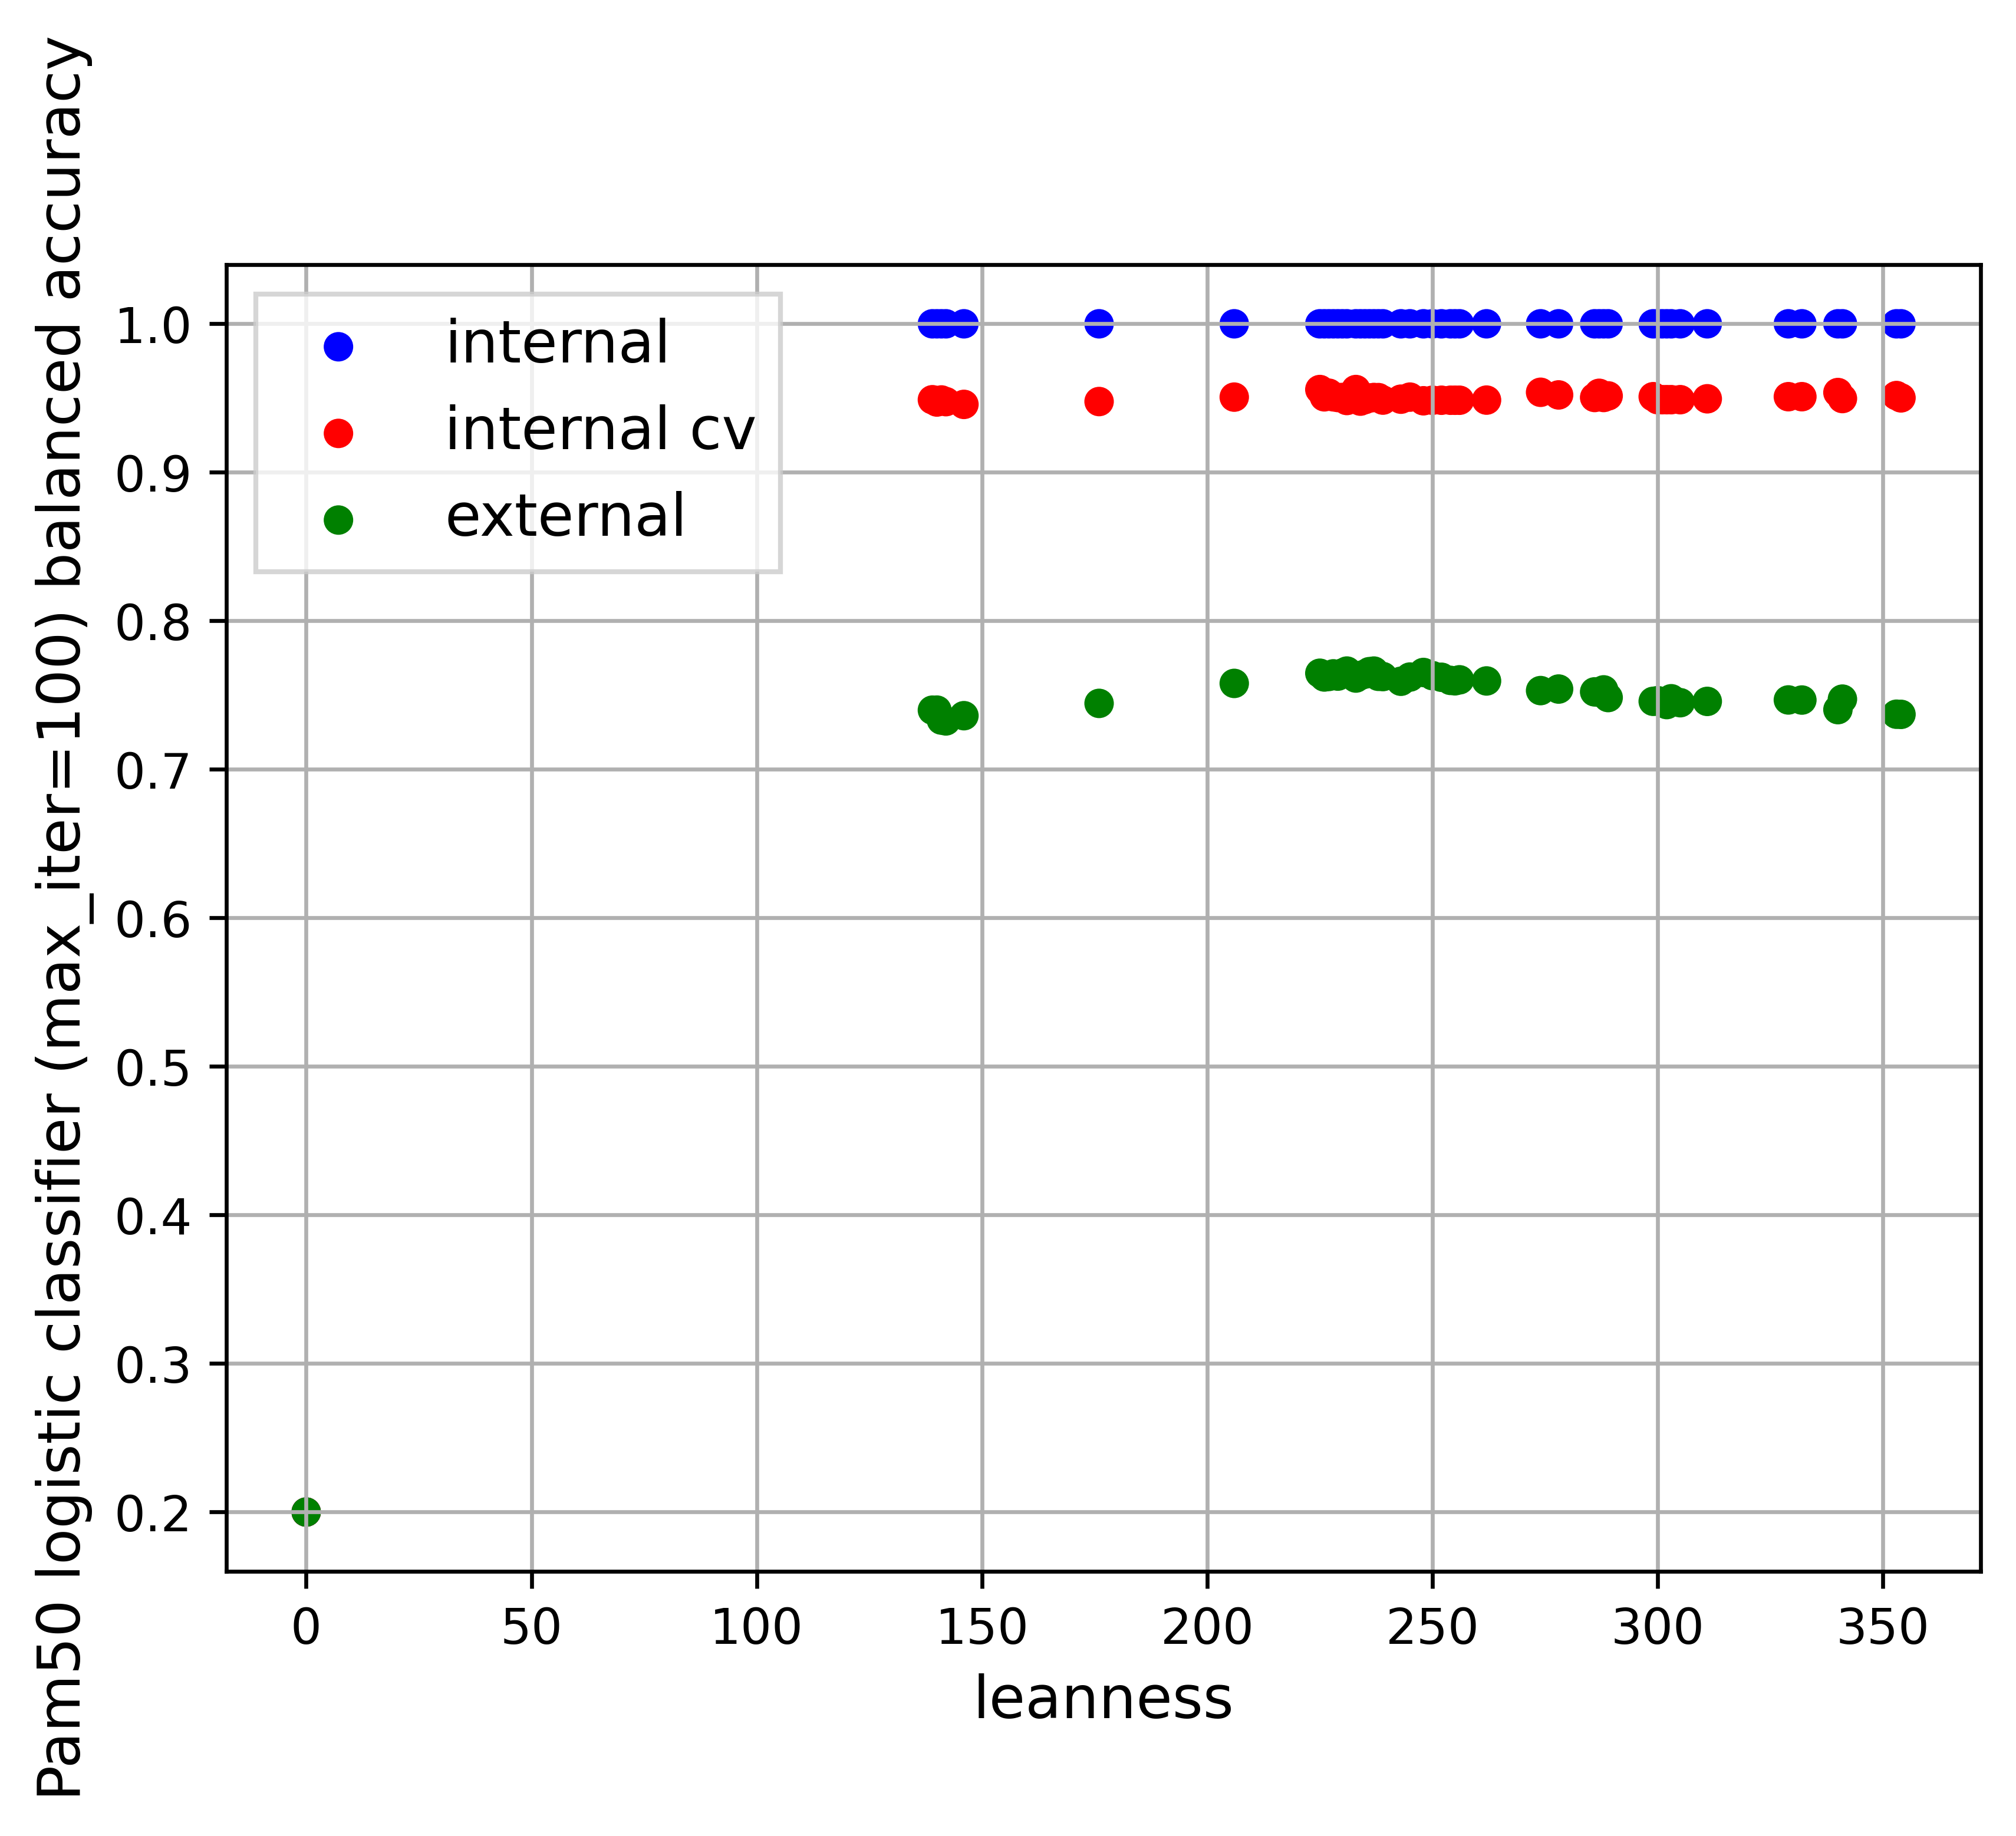 Pam50 logistic classifier (max_iter=100) balanced accuracy
1.0
0.9
0.8
0.7
0.6
0.5
0.4
0.3
0.2
internal
internal cv
external
0 50 100 150 200 250 300 350
leanness